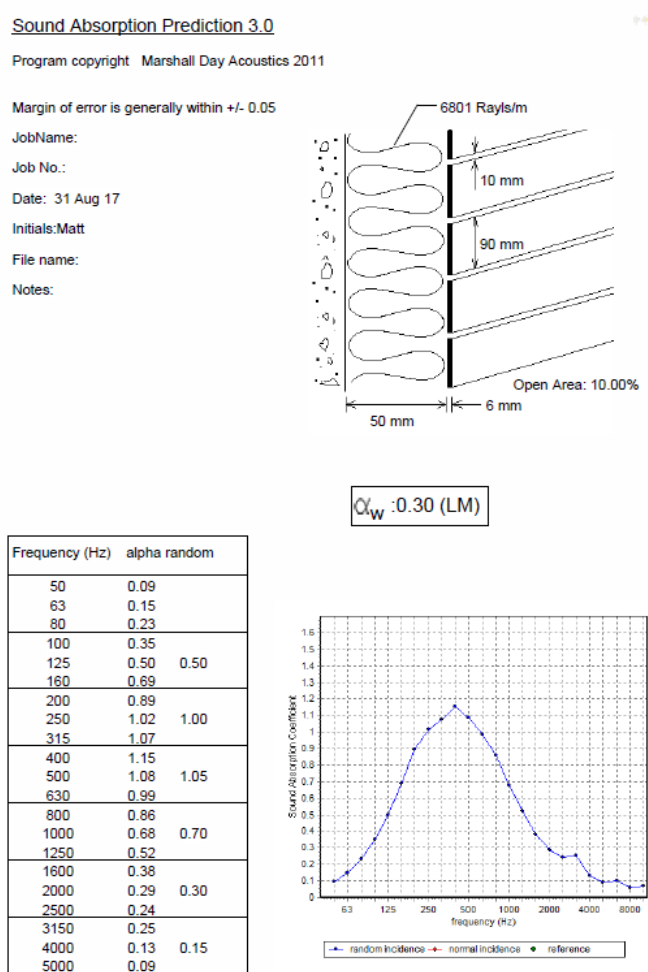 Sound Absorption Prediction 3.0
Program copyright Marshall Day Acoustics 2011
Margin of error is generally within +/- 0.05
JobName:
Job No.:
Date: 31 Aug 17
Initials:Matt
File name:
Notes:
6801 Rayls/m
10 mm
90 mm
Open Area: 10.00%
6 mm
50 mm
αw :0.30 (LM)
Frequency (Hz) alpha random
50 0.09
63 0.15
80 0.23
100 0.35
125 0.50 0.50
160 0.69
200 0.89
250 1.02 1.00
315 1.07
400 1.15
500 1.08 1.05
630 0.99
800 0.86
1000 0.68 0.70
1250 0.52
1600 0.38
2000 0.29 0.30
2500 0.24
3150 0.25
4000 0.13 0.15
5000 0.09
Sound Absorption Coefficient
1.6
1.5
1.4
1.3
1.2
1.1
1
0.9
0.8
0.7
0.6
0.5
0.4
0.3
0.2
0.1
0
63 125 250 500 1000 2000 4000 8000
frequency (Hz)
random incidence normal incidence reference